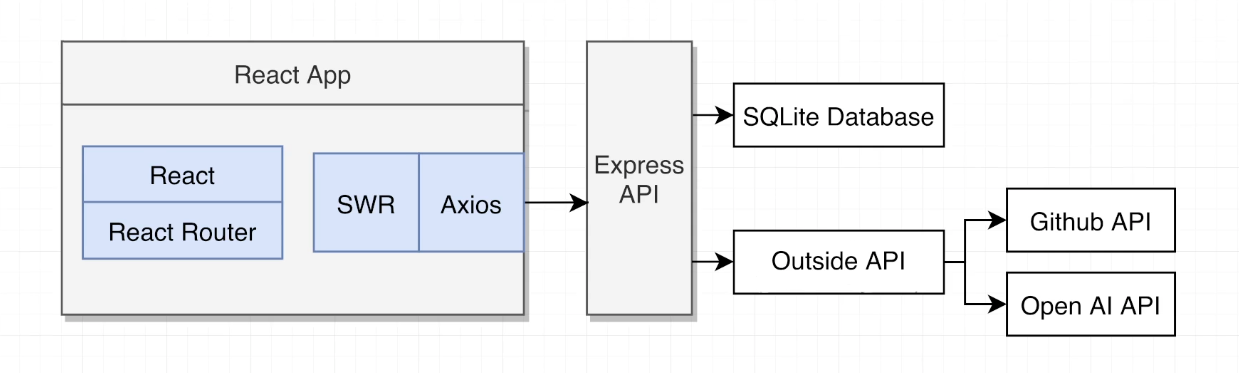 React App
React
React Router
SWR
Axios
Express
API
SQLite Database
Outside API
Github API
Open AI API